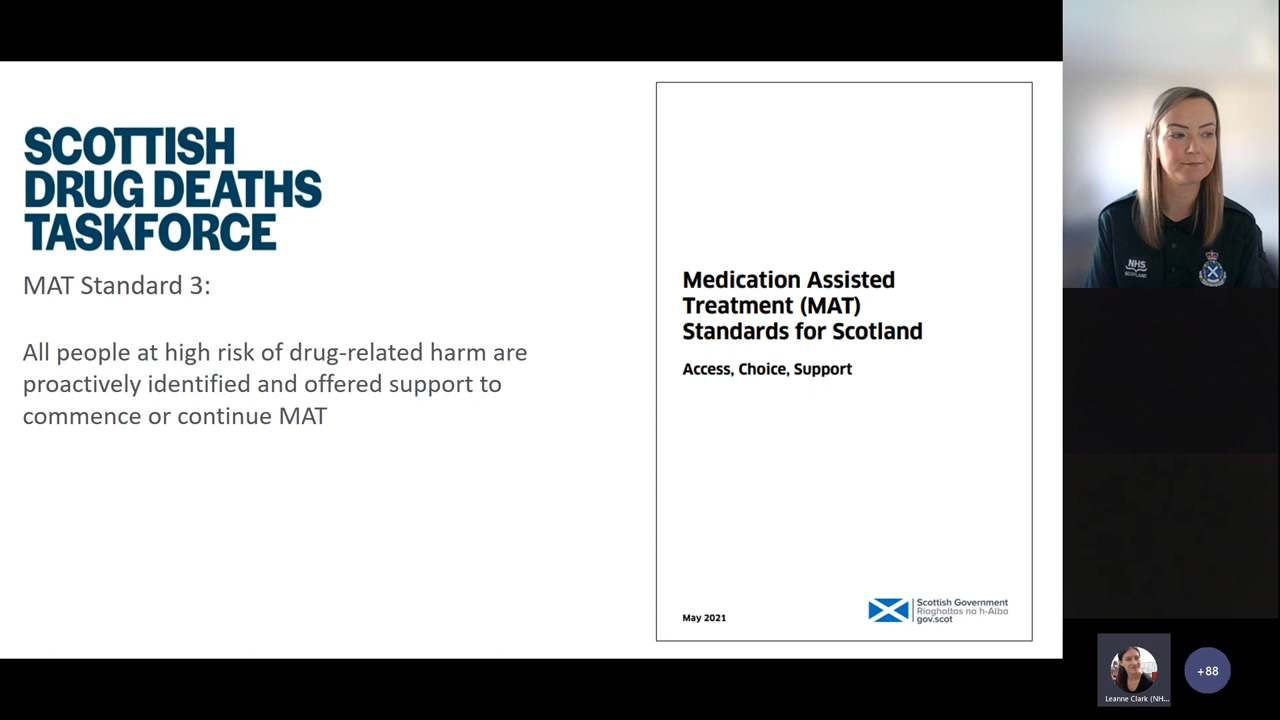 SCOTTISH
DRUG DEATHS
TASKFORCE
MAT Standard 3:
All people at high risk of drug-related harm are
proactively identified and offered support to
commence or continue MAT
Medication Assisted
Treatment (MAT)
Standards for Scotland
Access, Choice, Support
May 2021
Scottish Government
Riaghaltas na h-Alba
gov.scot
NHS
SCOTLAND
Leanne Clark (NH...
+88